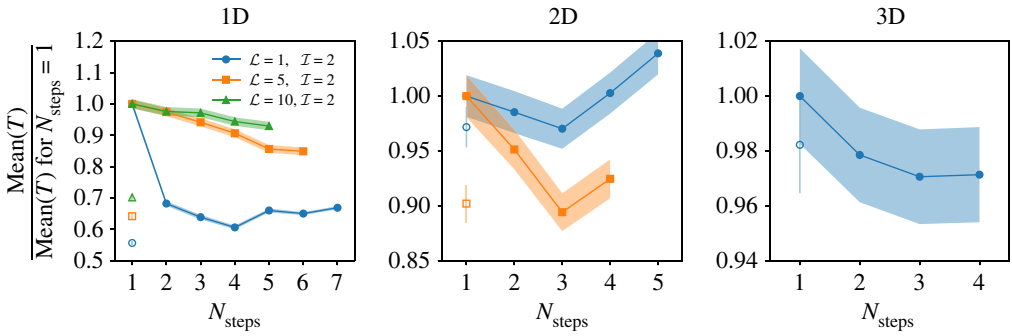 1D
2D
3D
Mean(T)
Mean(T) for N_steps = 1
1.2
1.1
1.0
0.9
0.8
0.7
0.6
0.5
ℒ = 1, ℐ = 2
ℒ = 5, ℐ = 2
ℒ = 10, ℐ = 2
1 2 3 4 5 6 7
N_steps
1.05
1.00
0.95
0.90
0.85
1 2 3 4 5
N_steps
1.02
1.00
0.98
0.96
0.94
1 2 3 4
N_steps